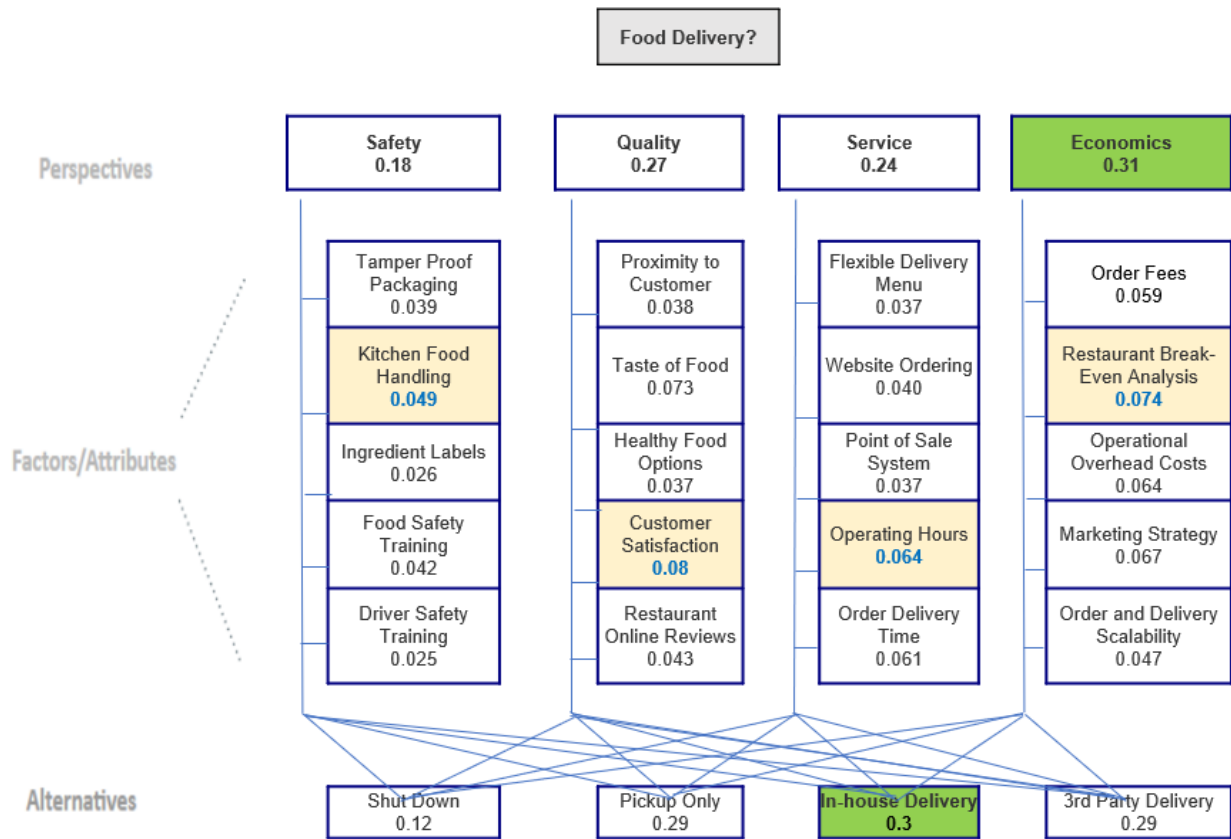 Food Delivery?
Perspectives
Safety
0.18
Quality
0.27
Service
0.24
Economics
0.31
Factors/Attributes
Tamper Proof
Packaging
0.039
Kitchen Food
Handling
0.049
Ingredient Labels
0.026
Food Safety
Training
0.042
Driver Safety
Training
0.025
Proximity to
Customer
0.038
Taste of Food
0.073
Healthy Food
Options
0.037
Customer
Satisfaction
0.08
Restaurant
Online Reviews
0.043
Flexible Delivery
Menu
0.037
Website Ordering
0.040
Point of Sale
System
0.037
Operating Hours
0.064
Order Delivery
Time
0.061
Order Fees
0.059
Restaurant Break-
Even Analysis
0.074
Operational
Overhead Costs
0.064
Marketing Strategy
0.067
Order and Delivery
Scalability
0.047
Alternatives
Shut Down
0.12
Pickup Only
0.29
In-house Delivery
0.3
3rd Party Delivery
0.29